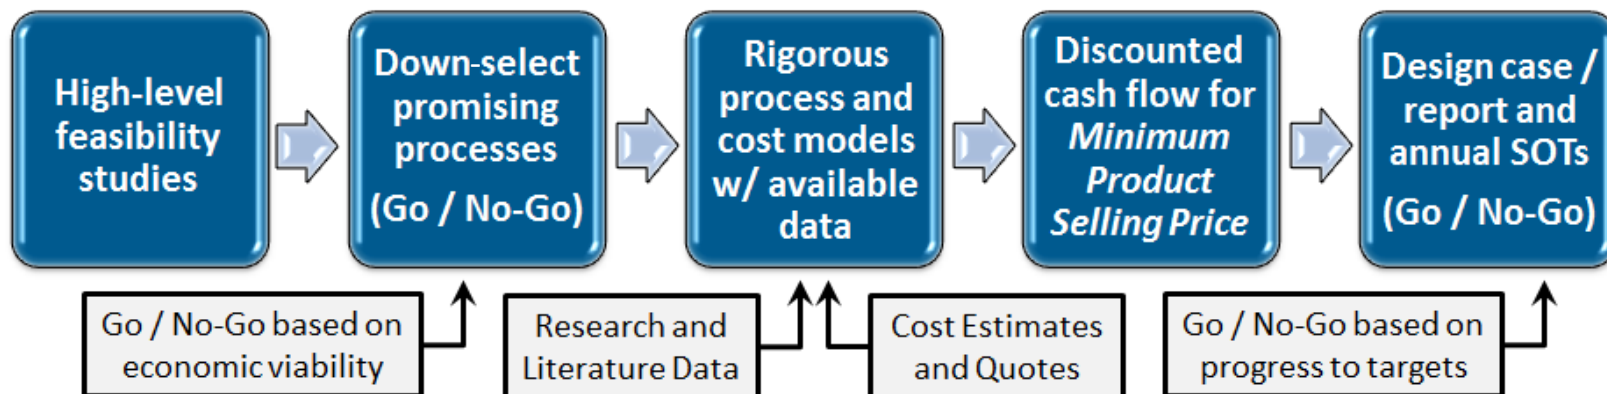 High-level
feasibility
studies
Down-select
promising
processes
(Go / No-Go)
Rigorous
process and
cost models
w/ available
data
Discounted
cash flow for
Minimum
Product
Selling Price
Design case /
report and
annual SOTs
(Go / No-Go)
Go / No-Go based on
economic viability
Research and
Literature Data
Cost Estimates
and Quotes
Go / No-Go based on
progress to targets